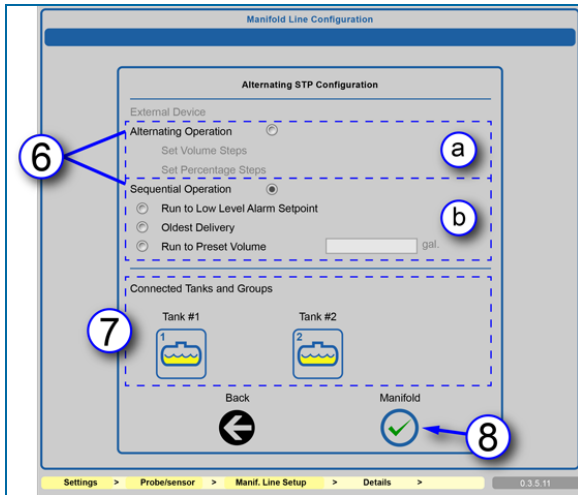 Manifold Line Configuration
Alternating STP Configuration
External Device
Alternating Operation
Set Volume Steps
Set Percentage Steps
a
6
Sequential Operation
Run to Low Level Alarm Setpoint
Oldest Delivery
Run to Preset Volume gal.
b
Connected Tanks and Groups
7
Tank #1 Tank #2
1 2
Back Manifold
8
Settings > Probe/sensor > Manif. Line Setup > Details > 0.3.5.11